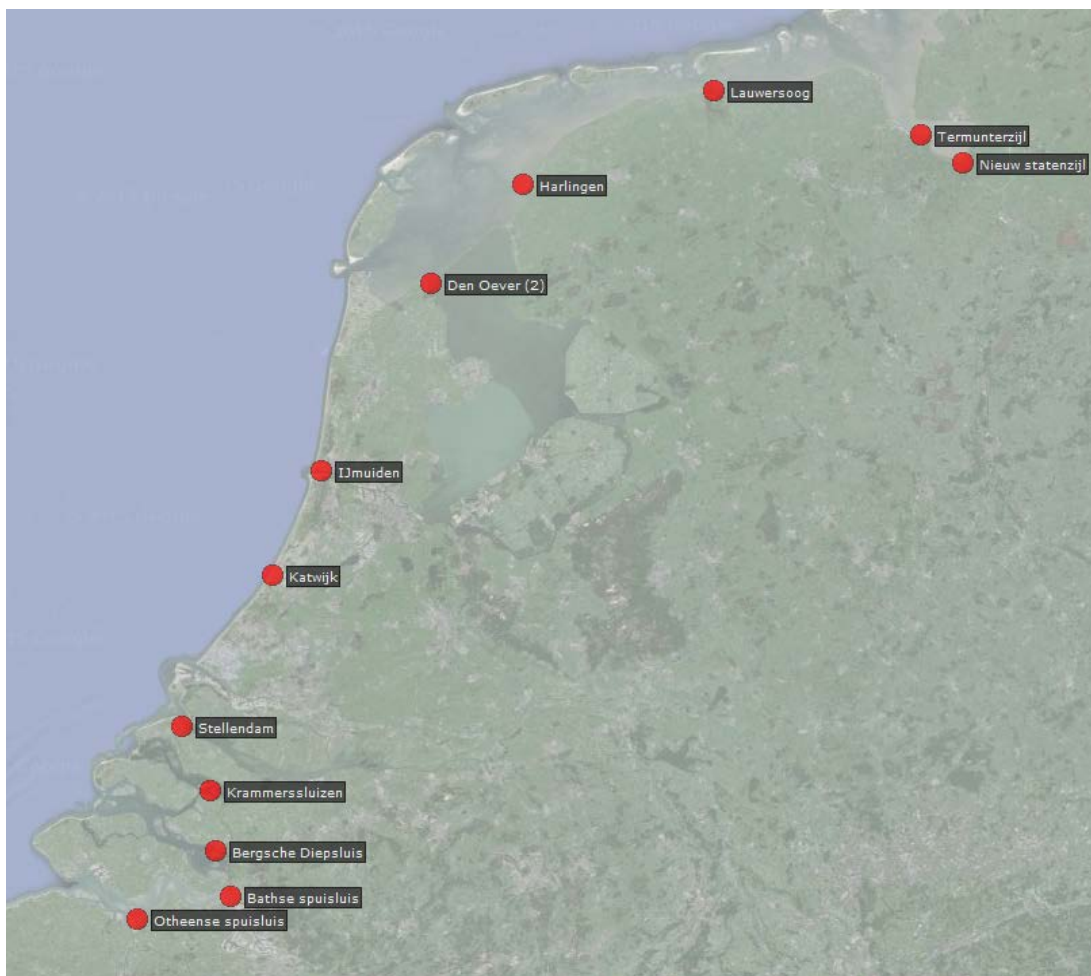 Lauwersoog
Termunterzijl
Nieuw statenzijl
Harlingen
Den Oever (2)
IJmuiden
Katwijk
Stellendam
Krammerssluizen
Bergsche Diepsluis
Bathse spuisluis
Otheense spuisluis